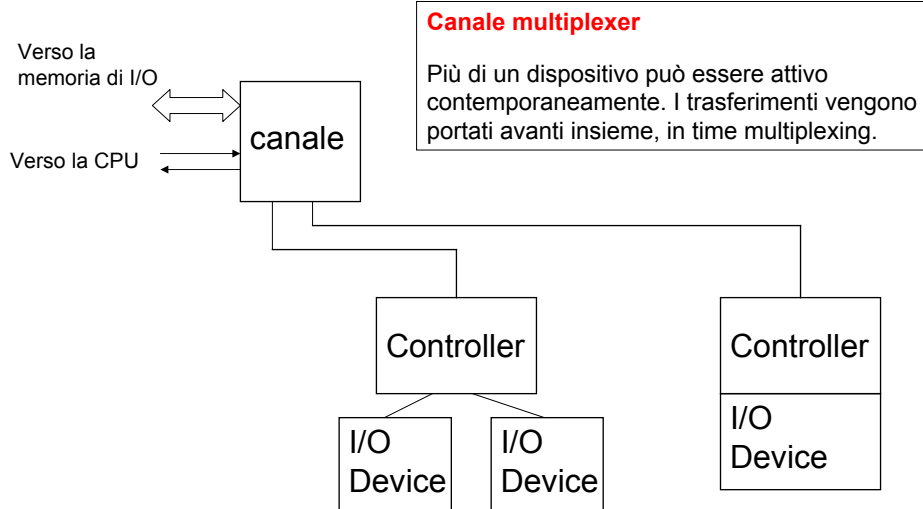 Canale multiplexer
Più di un dispositivo può essere attivo
contemporaneamente. I trasferimenti vengono
portati avanti insieme, in time multiplexing.
Verso la
memoria di I/O
canale
Verso la CPU
Controller
Controller
I/O
Device
I/O
Device
I/O
Device